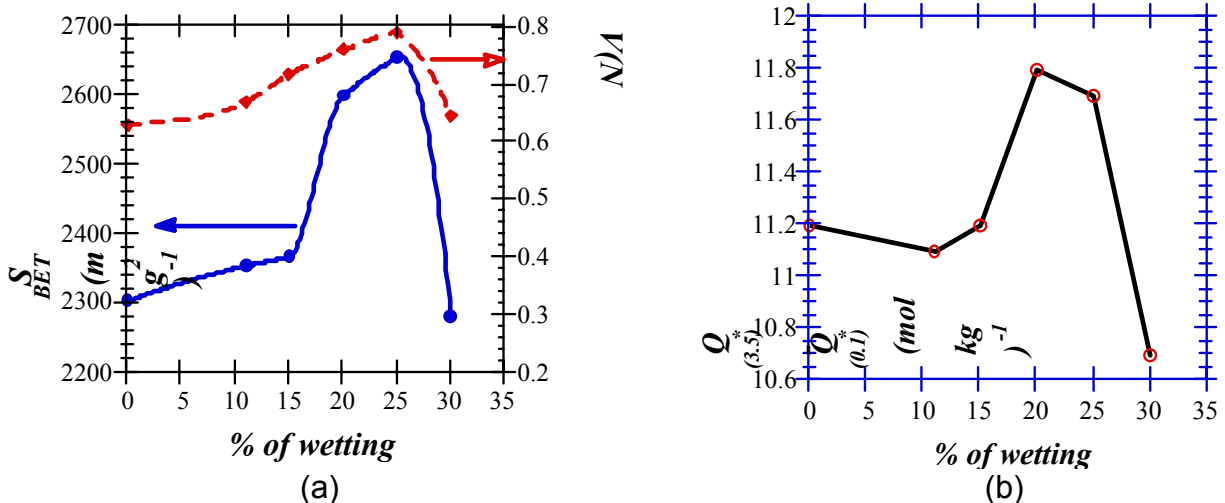 2700
2600
2500
2400
2300
2200
S BET (m 2 g -1 )
0.8
0.7
0.6
0.5
0.4
0.3
0.2
V(N
0 5 10 15 20 25 30 35
% of wetting
(a)
12
11.8
11.6
11.4
11.2
11
10.8
10.6
Q*(3.5) - Q*(0.1) (mol kg -1 )
0 5 10 15 20 25 30 35
% of wetting
(b)